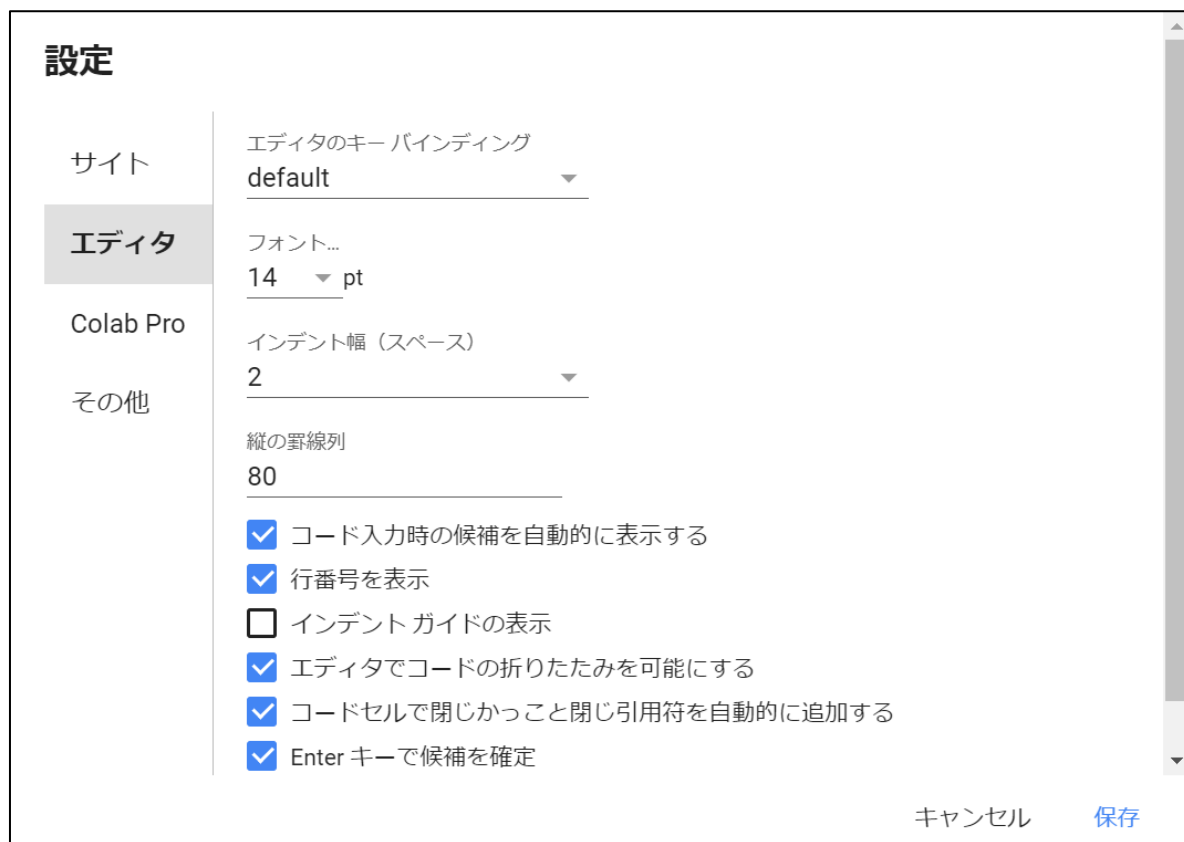 設定
サイト
エディタ
Colab Pro
その他
エディタのキー バインディング
default
フォント...
14 pt
インデント幅（スペース）
2
縦の罫線列
80
コード入力時の候補を自動的に表示する
行番号を表示
インデント ガイドの表示
エディタでコードの折りたたみを可能にする
コードセルで閉じかっこと閉じ引用符を自動的に追加する
Enter キーで候補を確定
キャンセル 保存